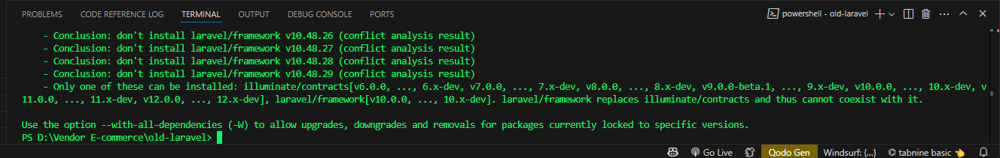 PROBLEMS CODE REFERENCE LOG TERMINAL OUTPUT DEBUG CONSOLE PORTS powershell - old-laravel
- Conclusion: don't install laravel/framework v10.48.26 (conflict analysis result)
- Conclusion: don't install laravel/framework v10.48.27 (conflict analysis result)
- Conclusion: don't install laravel/framework v10.48.28 (conflict analysis result)
- Conclusion: don't install laravel/framework v10.48.29 (conflict analysis result)
- Only one of these can be installed: illuminate/contracts[v6.0.0, ..., 6.x-dev, v7.0.0, ..., 7.x-dev, v8.0.0, ..., 8.x-dev, v9.0.0-beta.1, ..., 9.x-dev, v10.0.0, ..., 10.x-dev, v
11.0.0, ..., 11.x-dev, v12.0.0, ..., 12.x-dev], laravel/framework[v10.0.0, ..., 10.x-dev]. laravel/framework replaces illuminate/contracts and thus cannot coexist with it.
Use the option --with-all-dependencies (-W) to allow upgrades, downgrades and removals for packages currently locked to specific versions.
PS D:\Vendor E-commerce\old-laravel>
Go Live Qodo Gen Windsurf: {...} tabnine basic